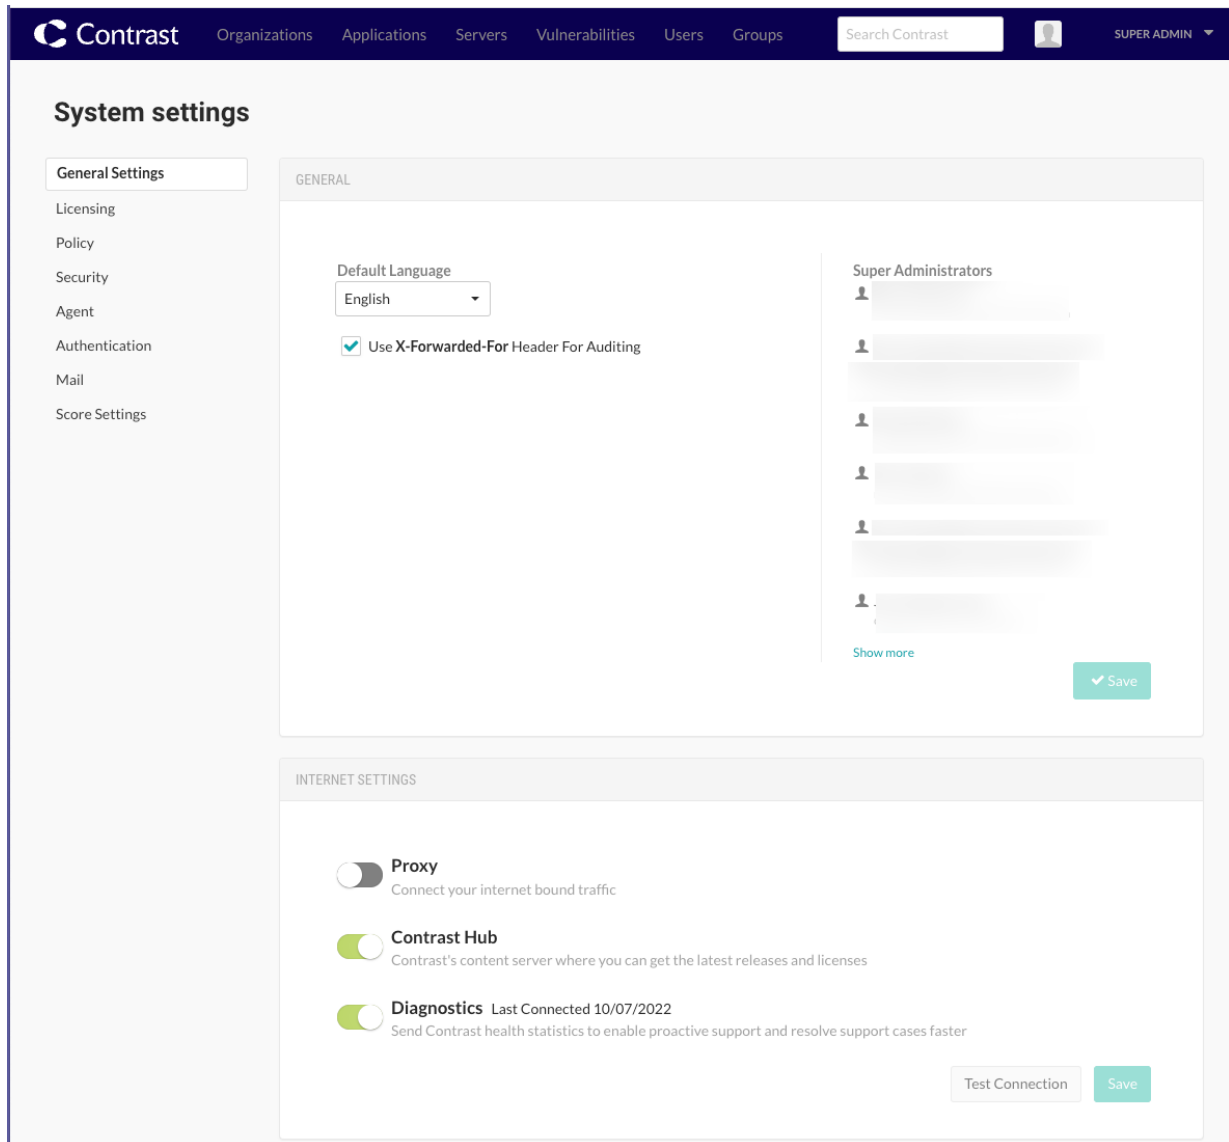 Contrast Organizations Applications Servers Vulnerabilities Users Groups Search Contrast SUPER ADMIN
System settings
General Settings
Licensing
Policy
Security
Agent
Authentication
Mail
Score Settings
GENERAL
Default Language
English
Use X-Forwarded-For Header For Auditing
Super Administrators
Show more
Save
INTERNET SETTINGS
Proxy
Connect your internet bound traffic
Contrast Hub
Contrast's content server where you can get the latest releases and licenses
Diagnostics Last Connected 10/07/2022
Send Contrast health statistics to enable proactive support and resolve support cases faster
Test Connection Save